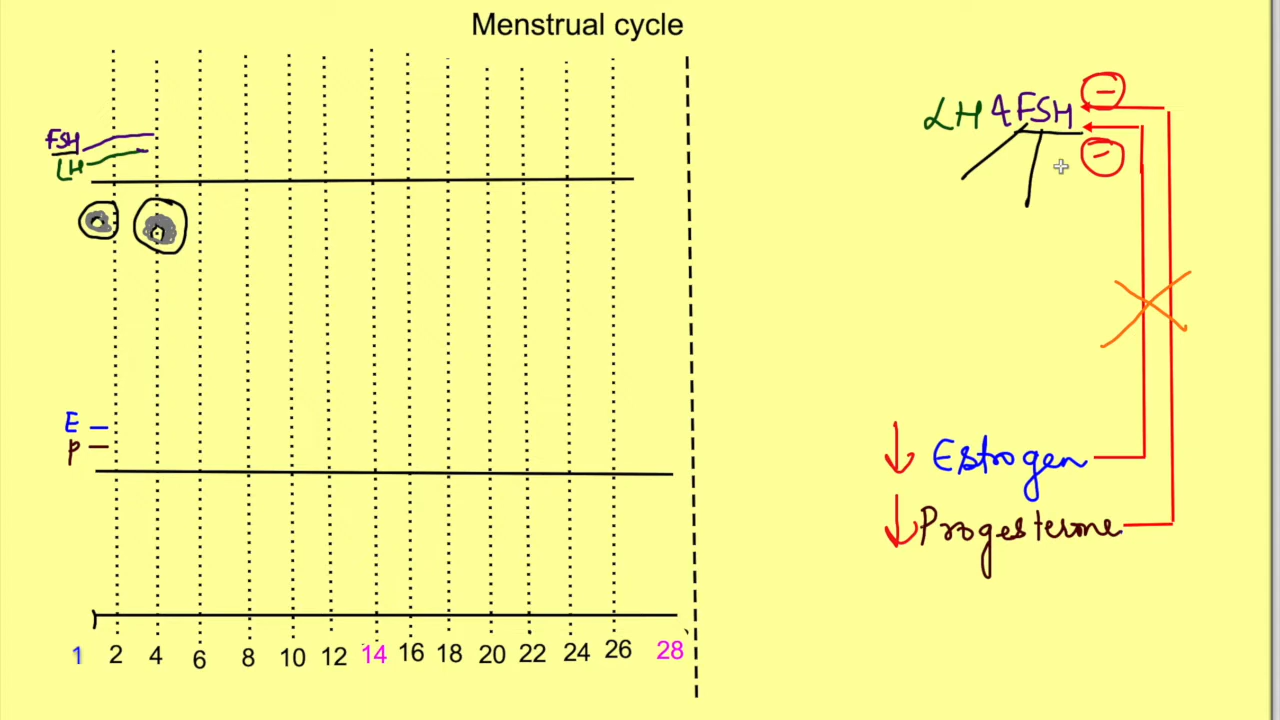 Menstrual cycle
FSH
LH
LH & FSH
−
−
E
P
Estrogen
Progesterone
1 2 4 6 8 10 12 14 16 18 20 22 24 26 28